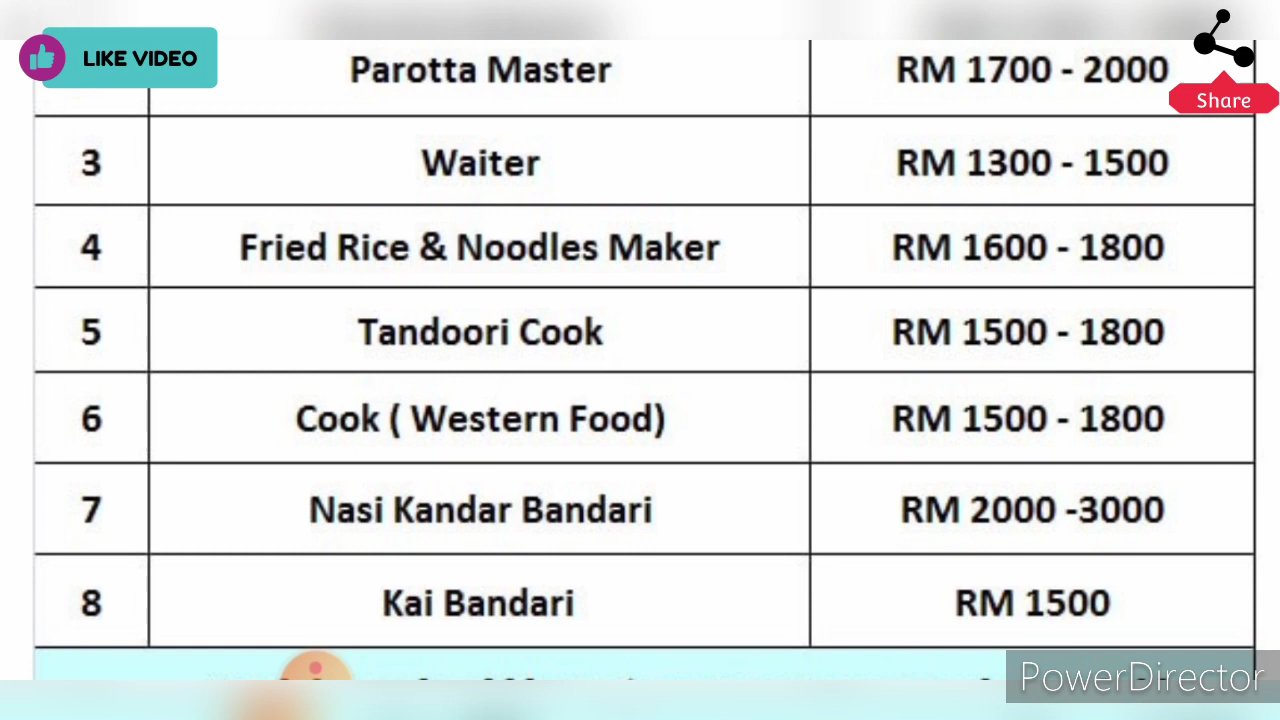 LIKE VIDEO
Parotta Master RM 1700 - 2000
Share
3 Waiter RM 1300 - 1500
4 Fried Rice & Noodles Maker RM 1600 - 1800
5 Tandoori Cook RM 1500 - 1800
6 Cook ( Western Food) RM 1500 - 1800
7 Nasi Kandar Bandari RM 2000 -3000
8 Kai Bandari RM 1500
PowerDirector